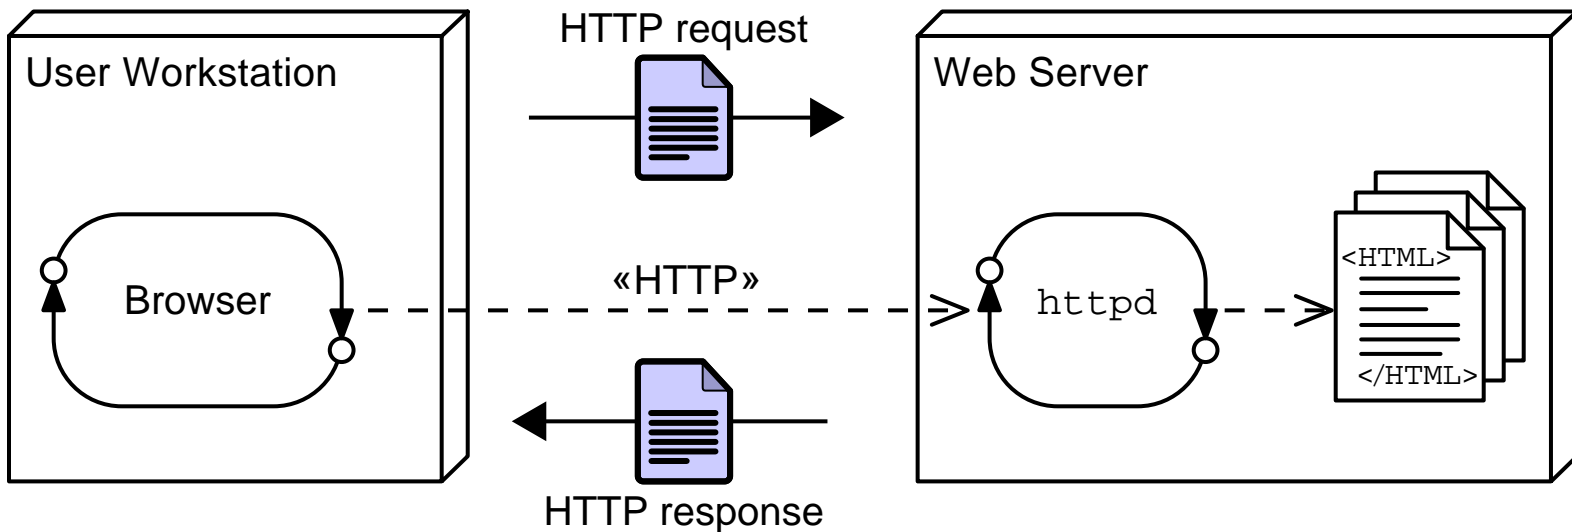 HTTP request
User Workstation
Web Server
Browser
«HTTP»
httpd
<HTML>
</HTML>
HTTP response